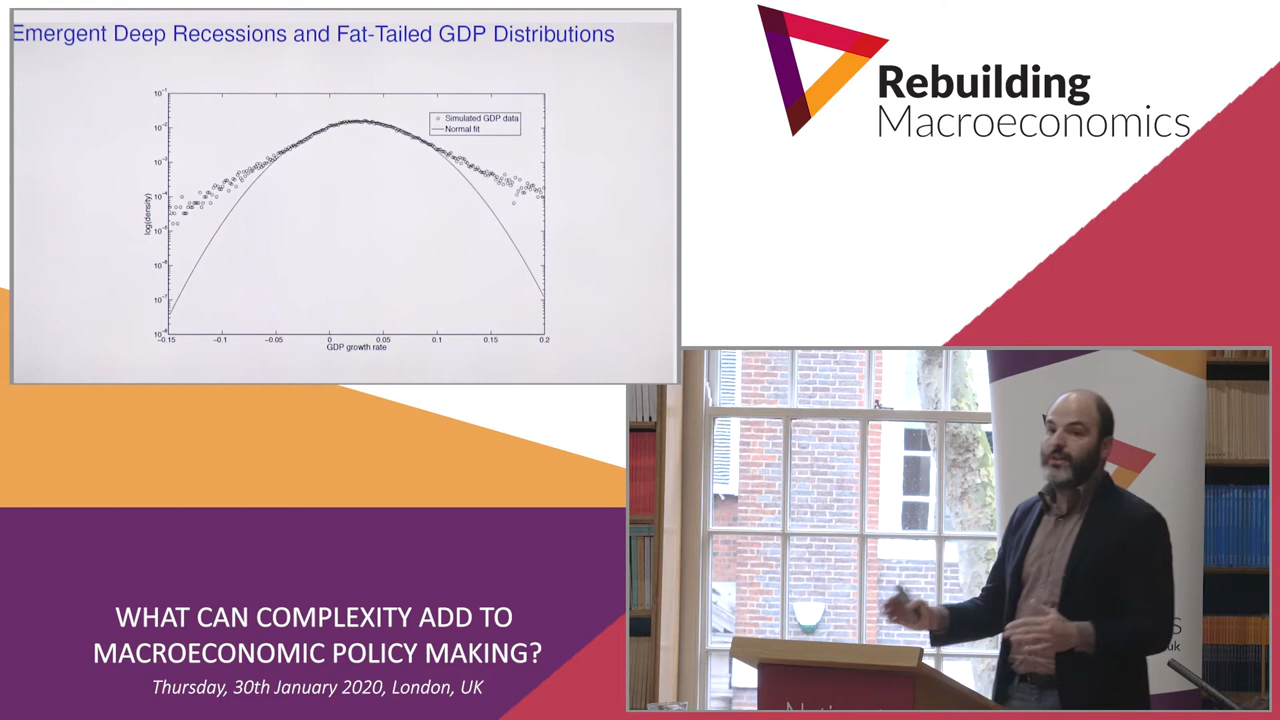 Emergent Deep Recessions and Fat-Tailed GDP Distributions
10^-1
10^-2
10^-3
10^-4
10^-5
10^-6
10^-7
10^-8
log(density)
Simulated GDP data
Normal fit
-0.15
-0.1
-0.05
0
0.05
0.1
0.15
0.2
GDP growth rate
Rebuilding
Macroeconomics
WHAT CAN COMPLEXITY ADD TO
MACROECONOMIC POLICY MAKING?
Thursday, 30th January 2020, London, UK
S
uk